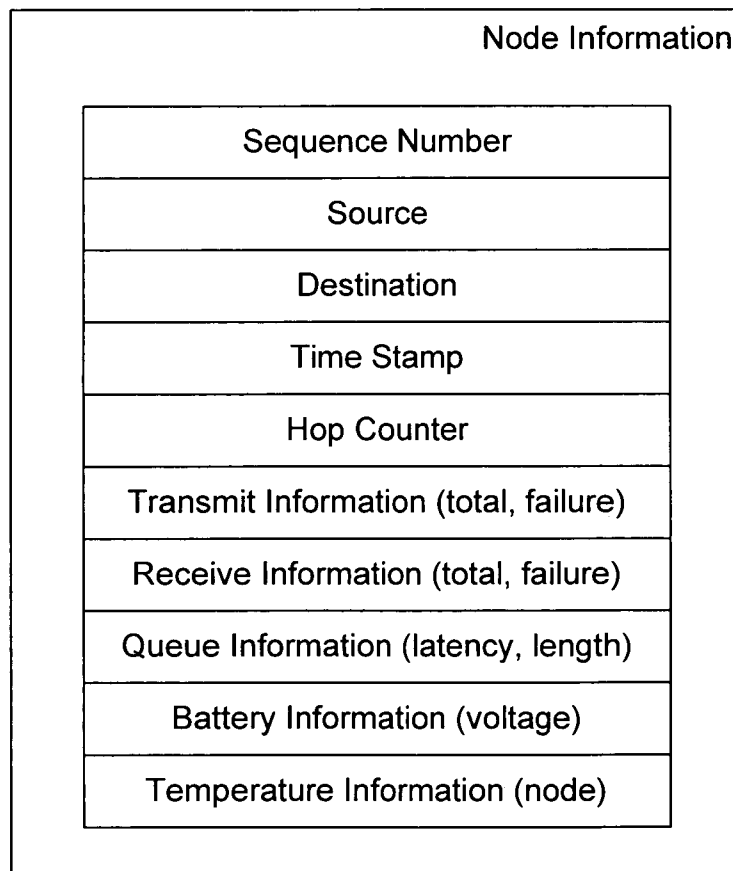 Node Information
Sequence Number
Source
Destination
Time Stamp
Hop Counter
Transmit Information (total, failure)
Receive Information (total, failure)
Queue Information (latency, length)
Battery Information (voltage)
Temperature Information (node)